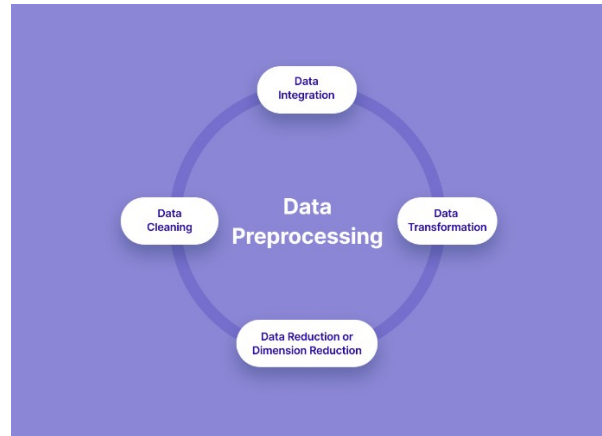 Data
Integration
Data
Cleaning
Data
Preprocessing
Data
Transformation
Data Reduction or
Dimension Reduction